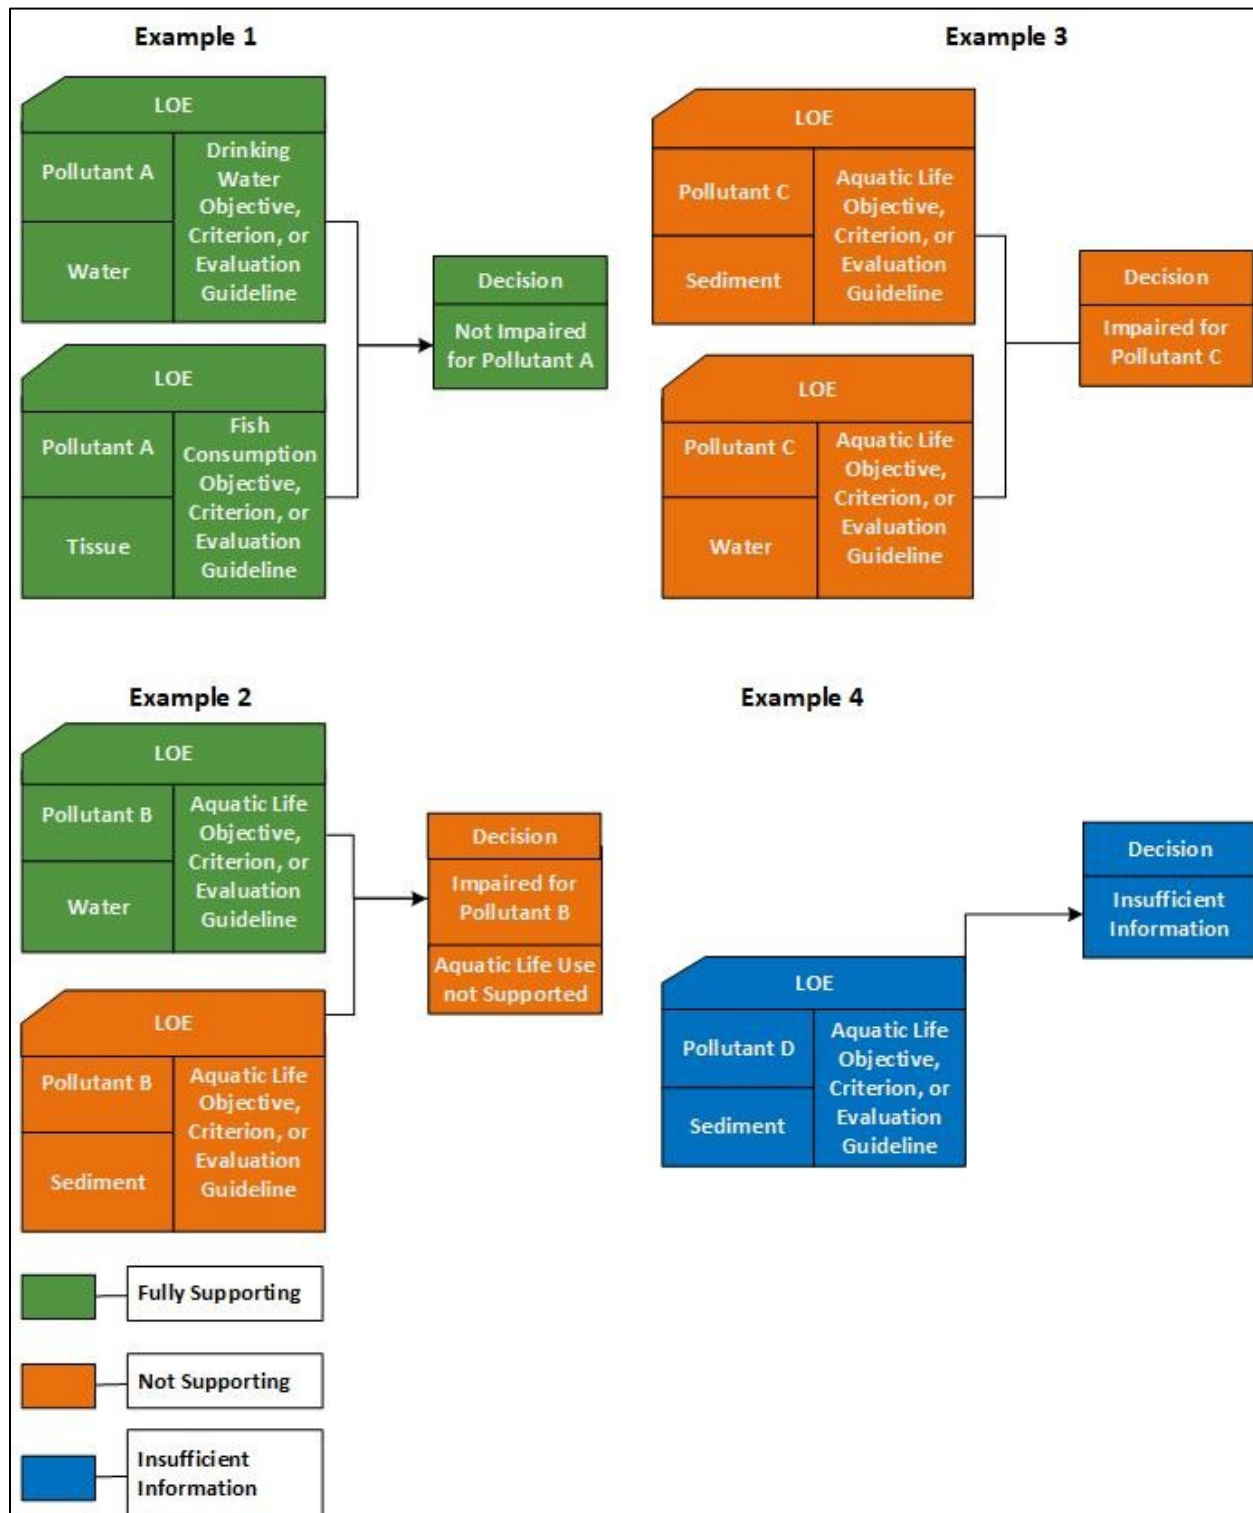 Example 1
LOE
Pollutant A
Water
Drinking
Water
Objective,
Criterion, or
Evaluation
Guideline
LOE
Pollutant A
Tissue
Fish
Consumption
Objective,
Criterion, or
Evaluation
Guideline
Decision
Not Impaired
for Pollutant A
Example 3
LOE
Pollutant C
Sediment
Aquatic Life
Objective,
Criterion, or
Evaluation
Guideline
LOE
Pollutant C
Water
Aquatic Life
Objective,
Criterion, or
Evaluation
Guideline
Decision
Impaired for
Pollutant C
Example 2
LOE
Pollutant B
Water
Aquatic Life
Objective,
Criterion, or
Evaluation
Guideline
LOE
Pollutant B
Sediment
Aquatic Life
Objective,
Criterion, or
Evaluation
Guideline
Decision
Impaired for
Pollutant B
Aquatic Life Use
not Supported
Example 4
LOE
Pollutant D
Sediment
Aquatic Life
Objective,
Criterion, or
Evaluation
Guideline
Decision
Insufficient
Information
Fully Supporting
Not Supporting
Insufficient
Information